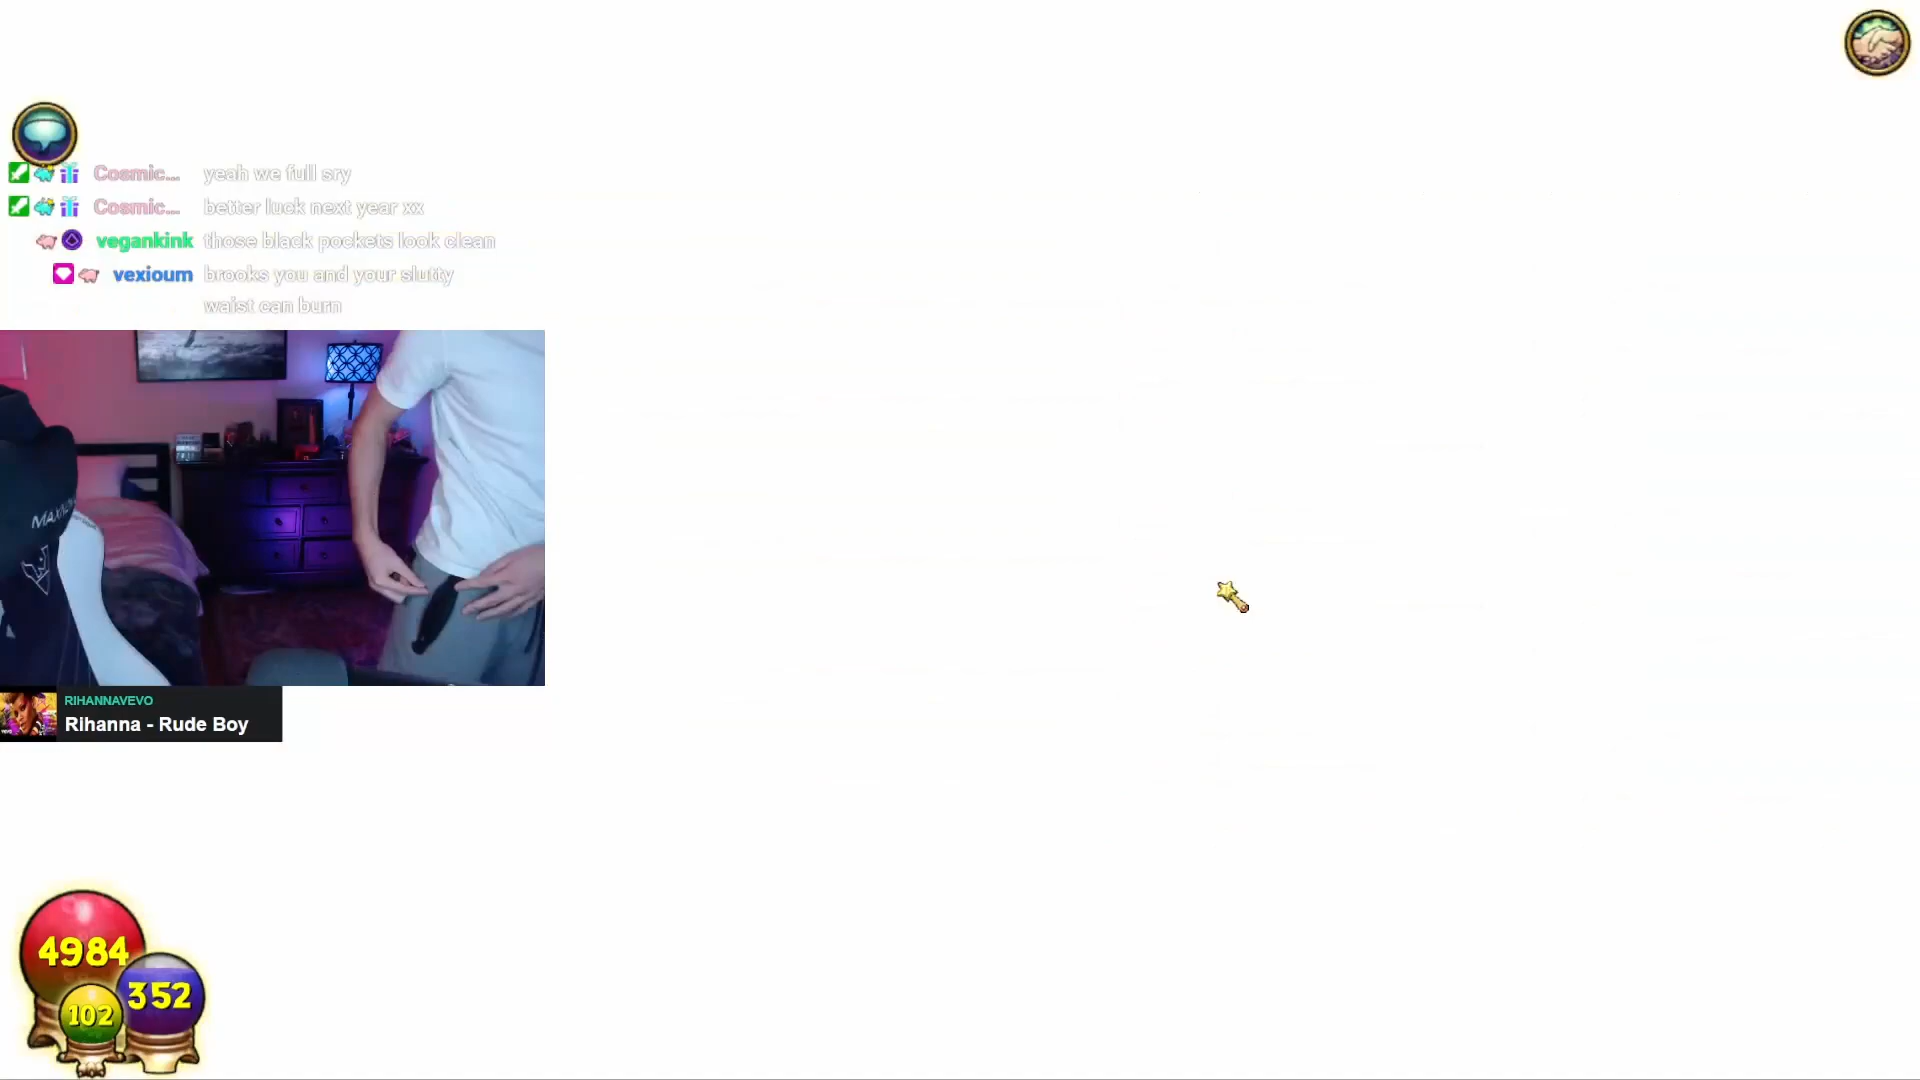 Cosmic... yeah we full sry
Cosmic... better luck next year xx
vegankink those black pockets look clean
vexioum brooks you and your slutty
waist can burn
RIHANNAVEVO
Rihanna - Rude Boy
4984
352
102